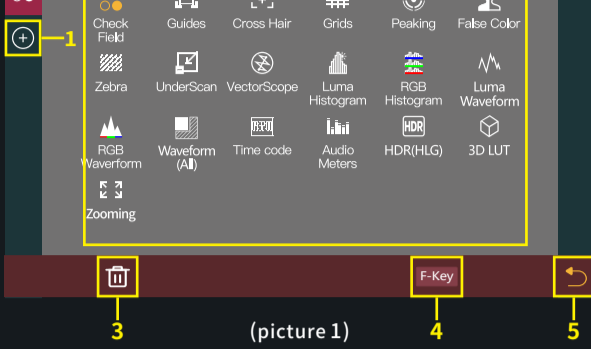 Check Field
Guides
Cross Hair
Grids
Peaking
False Color
1
Zebra
UnderScan
VectorScope
Luma Histogram
RGB Histogram
Luma Waveform
RGB Waverform
Waveform (All)
Time code
Audio Meters
HDR
HDR(HLG)
3D LUT
Zooming
F-Key
3
4
5
(picture 1)